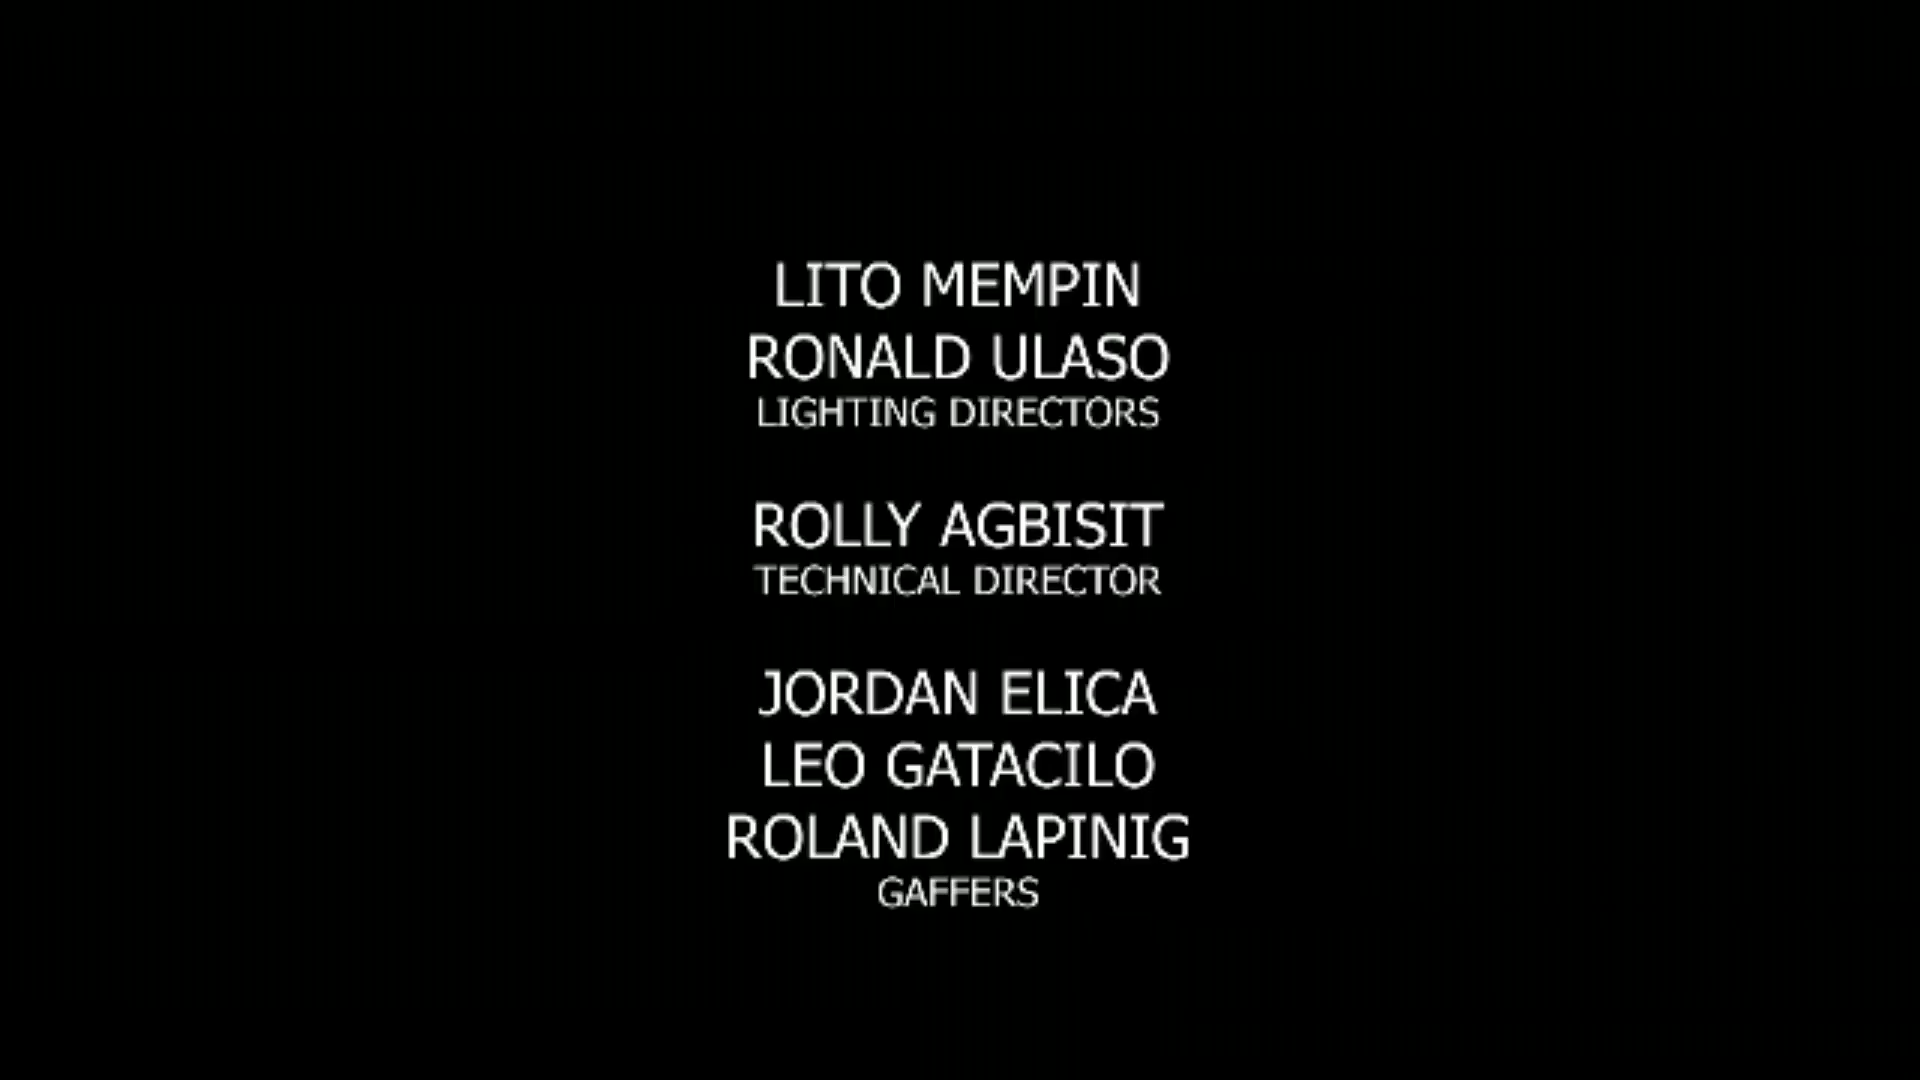 LITO MEMPIN
RONALD ULASO
LIGHTING DIRECTORS
ROLLY AGBISIT
TECHNICAL DIRECTOR
JORDAN ELICA
LEO GATACILO
ROLAND LAPINIG
GAFFERS